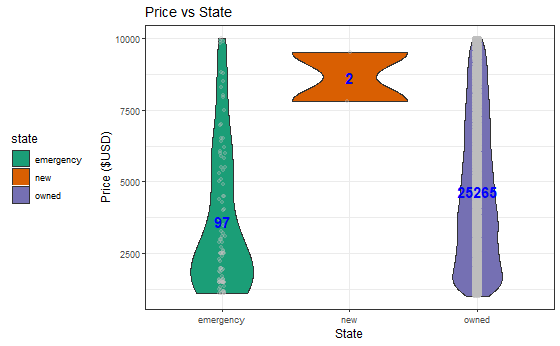 Price vs State
state
emergency
new
owned
Price ($USD)
10000
7500
5000
2500
97
2
25265
emergency new owned
State